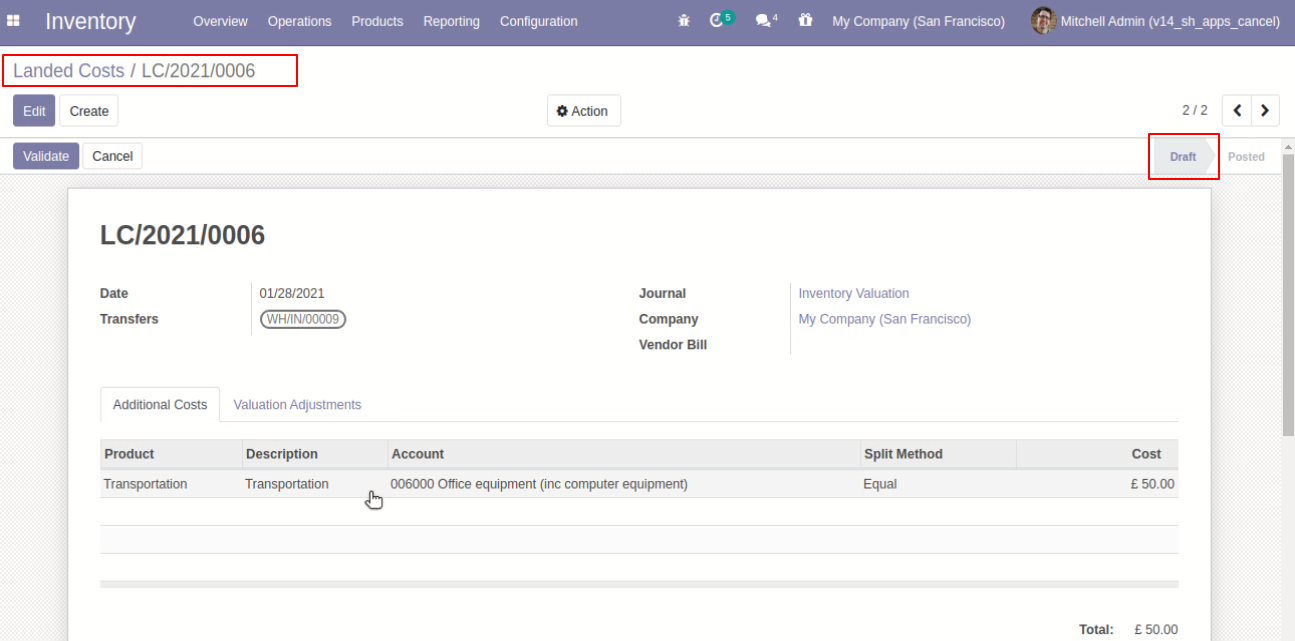 Inventory Overview Operations Products Reporting Configuration 5 4 My Company (San Francisco) Mitchell Admin (v14_sh_apps_cancel)
Landed Costs / LC/2021/0006
Edit Create Action 2 / 2
Validate Cancel Draft Posted
LC/2021/0006
Date 01/28/2021 Journal Inventory Valuation
Transfers WH/IN/00009 Company My Company (San Francisco)
Vendor Bill
Additional Costs Valuation Adjustments
Product Description Account Split Method Cost
Transportation Transportation 006000 Office equipment (inc computer equipment) Equal £ 50.00
Total: £ 50.00